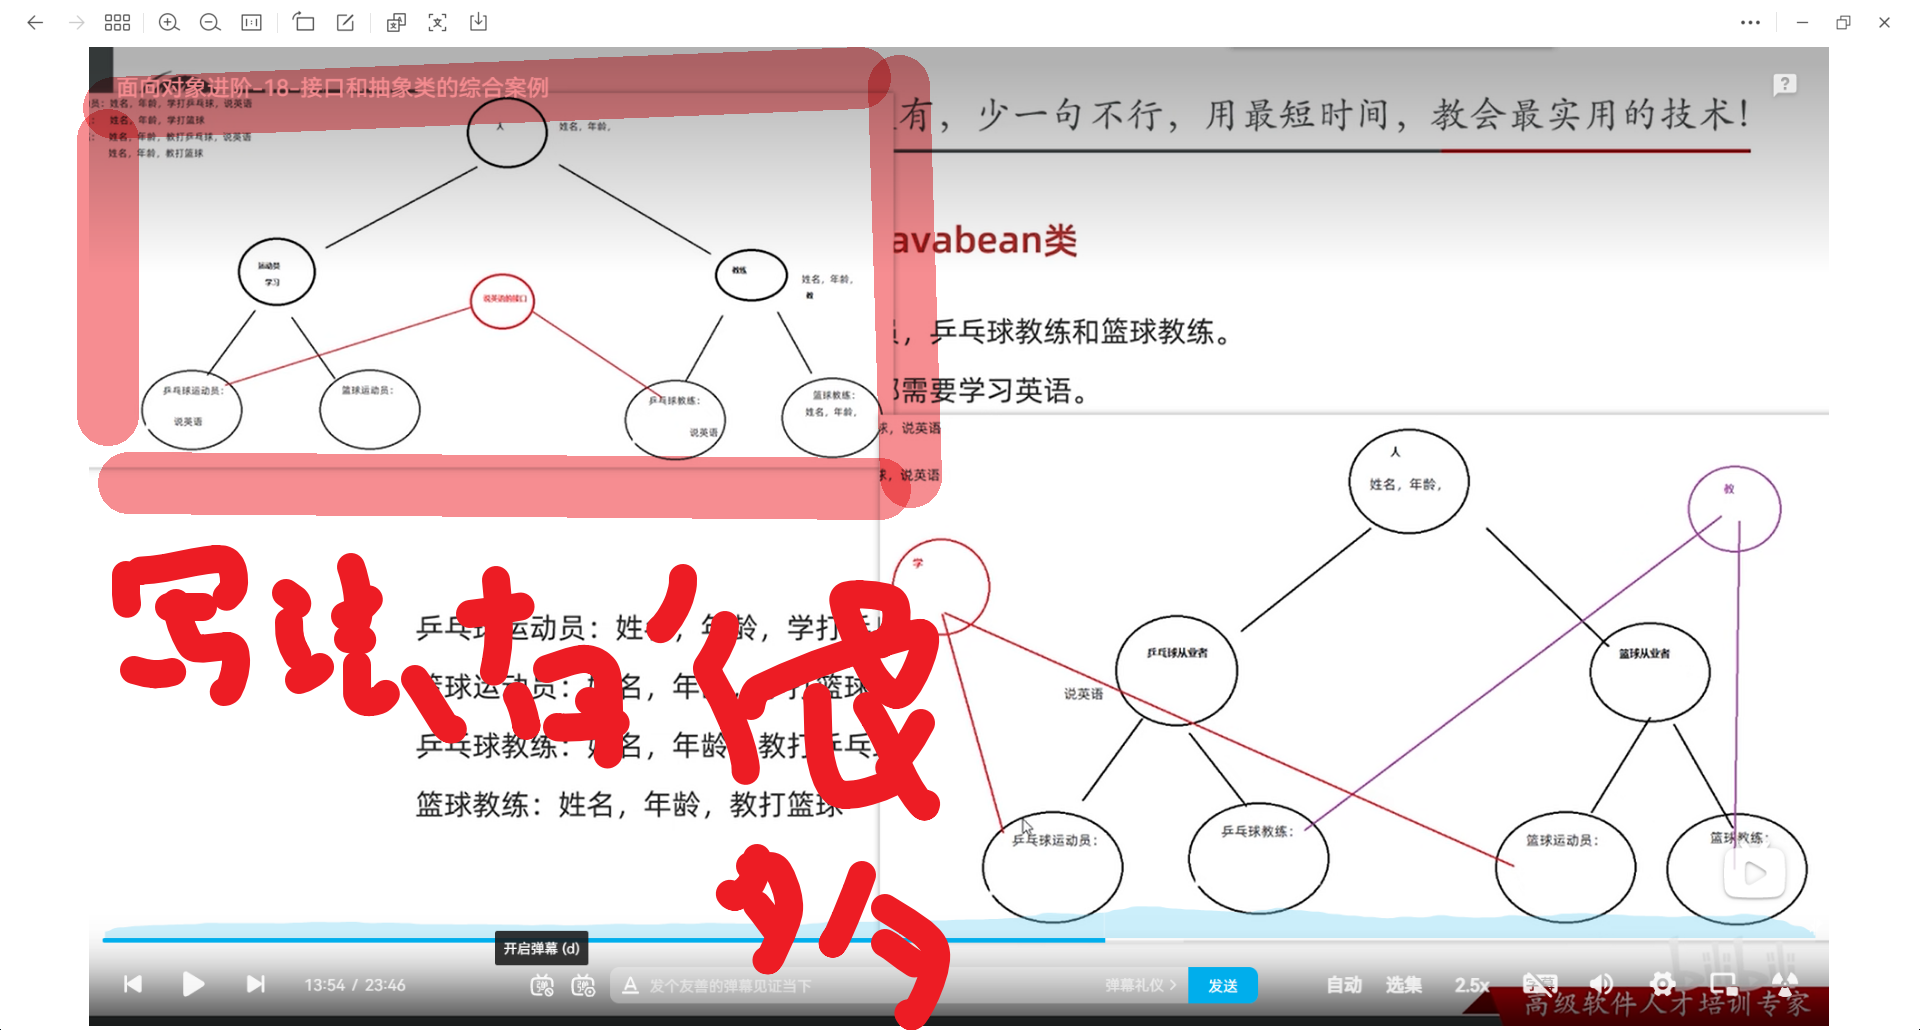 面向对象进阶-18-接口和抽象类的综合案例
员：姓名，年龄，学打乒乓球，说英语
： 姓名，年龄，学打篮球
： 姓名，年龄，教打乒乓球，说英语
姓名，年龄，教打篮球
人
姓名，年龄，
运动员
学习
说英语的接口
教练
姓名，年龄，
教
乒乓球运动员：
说英语
篮球运动员：
乒乓球教练：
说英语
篮球教练：
姓名，年龄，
有，少一句不行，用最短时间，教会最实用的技术！
avabean类
，乒乓球教练和篮球教练。
需要学习英语。
球，说英语
球，说英语
人
姓名，年龄，
教
学
乒乓球从业者
说英语
篮球从业者
乒乓球运动员：
乒乓球教练：
篮球运动员：
篮球教练：
写法
乒乓球运动员：姓名，年龄，学打乒
篮球运动员：姓名，年龄，学打篮球
乒乓球教练：姓名，年龄，教打乒乓
篮球教练：姓名，年龄，教打篮球
开启弹幕 (d)
13:54 / 23:46
发个友善的弹幕见证当下
弹幕礼仪 >
发送
自动
选集
2.5x
bilibili
高级软件人才培训专家